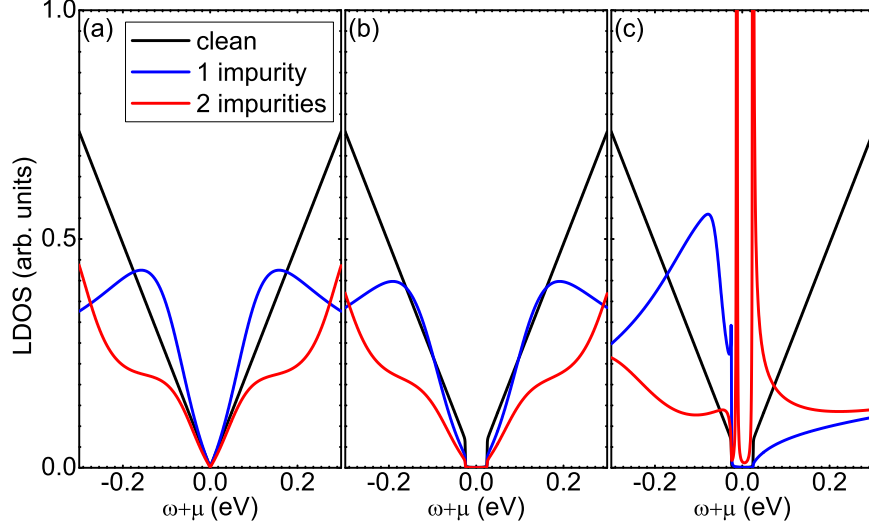 1.0
(a)
(b)
(c)
clean
1 impurity
2 impurities
LDOS (arb. units)
0.5
0.0
-0.2 0.0 0.2 -0.2 0.0 0.2 -0.2 0.0 0.2
ω+μ (eV) ω+μ (eV) ω+μ (eV)